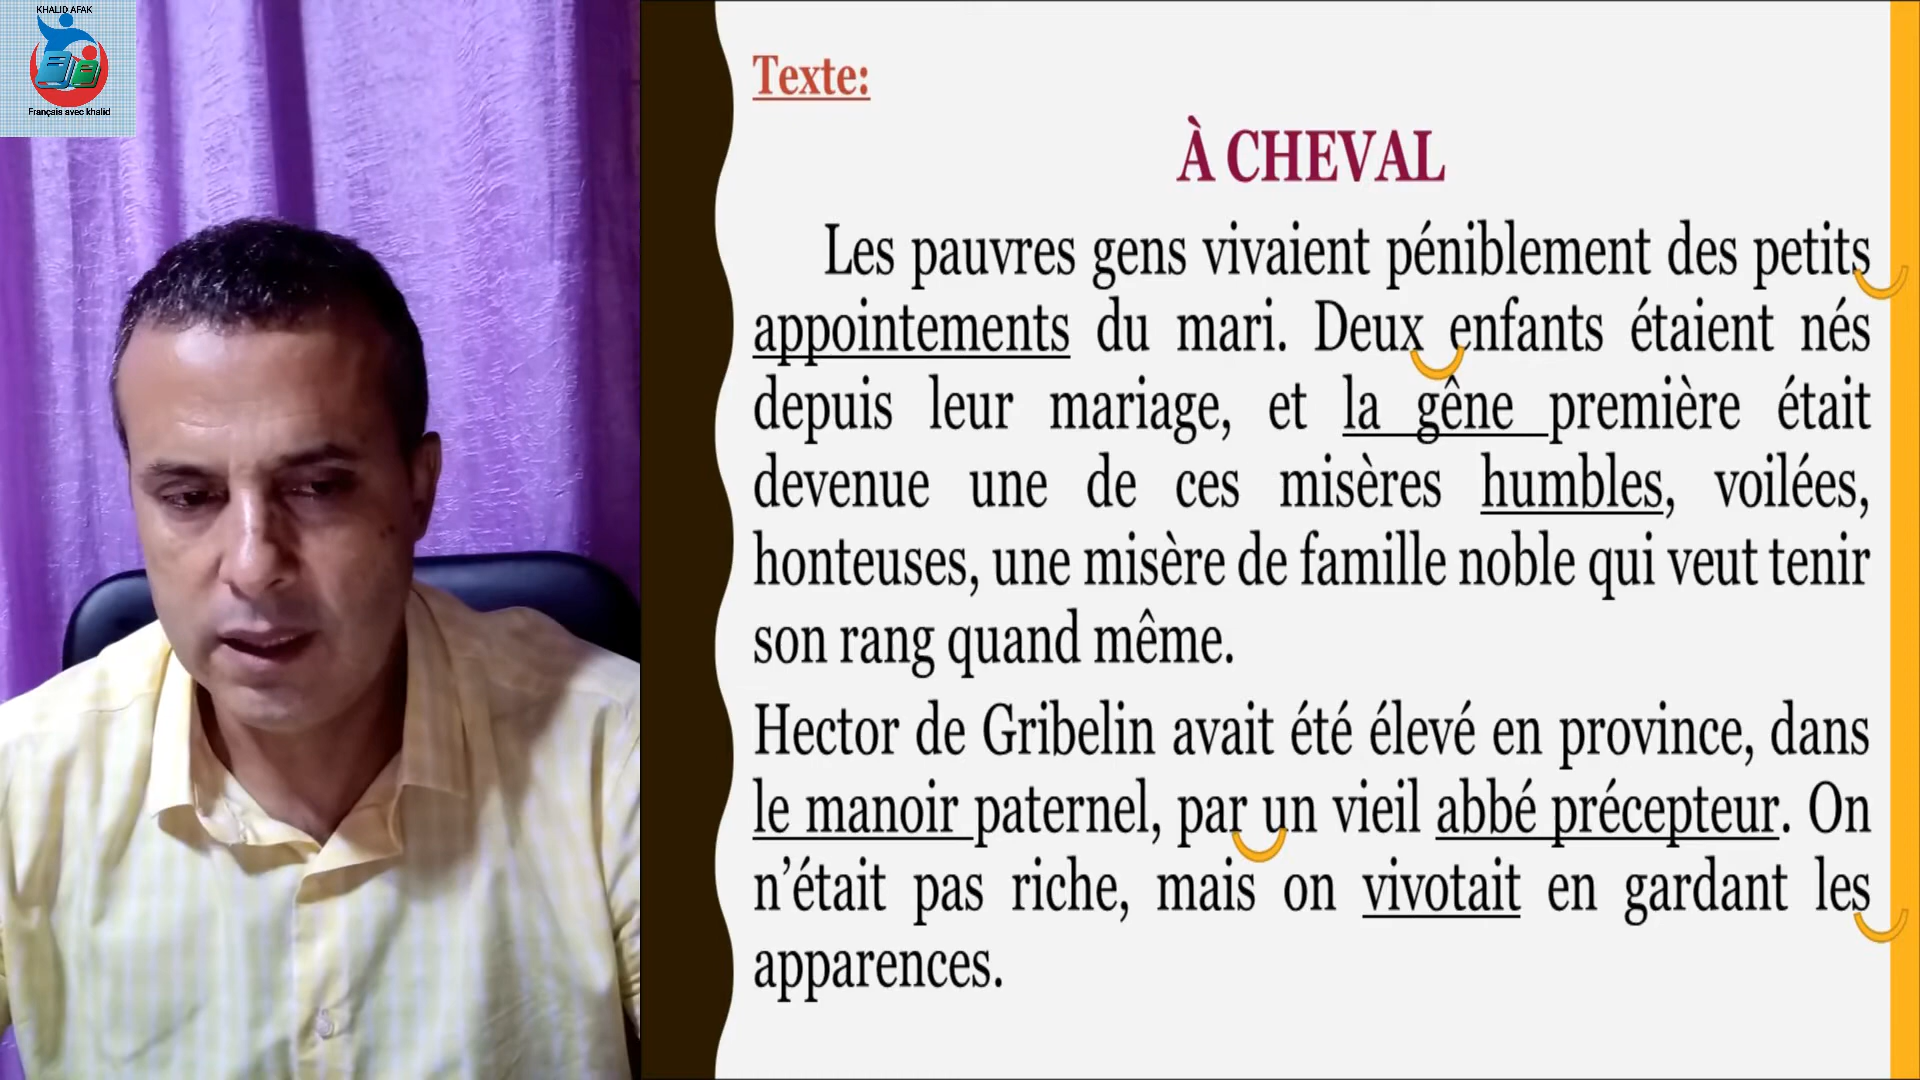 KHALID AFAK
Français avec khalid
Texte:
À CHEVAL
Les pauvres gens vivaient péniblement des petits
appointements du mari. Deux enfants étaient nés
depuis leur mariage, et la gêne première était
devenue une de ces misères humbles, voilées,
honteuses, une misère de famille noble qui veut tenir
son rang quand même.
Hector de Gribelin avait été élevé en province, dans
le manoir paternel, par un vieil abbé précepteur. On
n’était pas riche, mais on vivotait en gardant les
apparences.